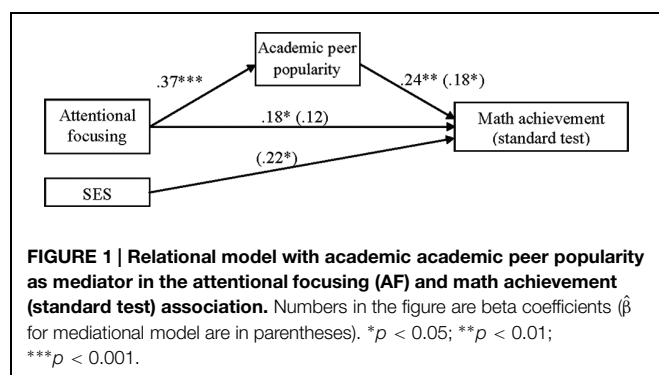 Academic peer
popularity
.37***
.24** (.18*)
Attentional
focusing
.18* (.12)
Math achievement
(standard test)
(.22*)
SES
FIGURE 1 | Relational model with academic academic peer popularity
as mediator in the attentional focusing (AF) and math achievement
(standard test) association. Numbers in the figure are beta coefficients (β̂
for mediational model are in parentheses). *p < 0.05; **p < 0.01;
***p < 0.001.